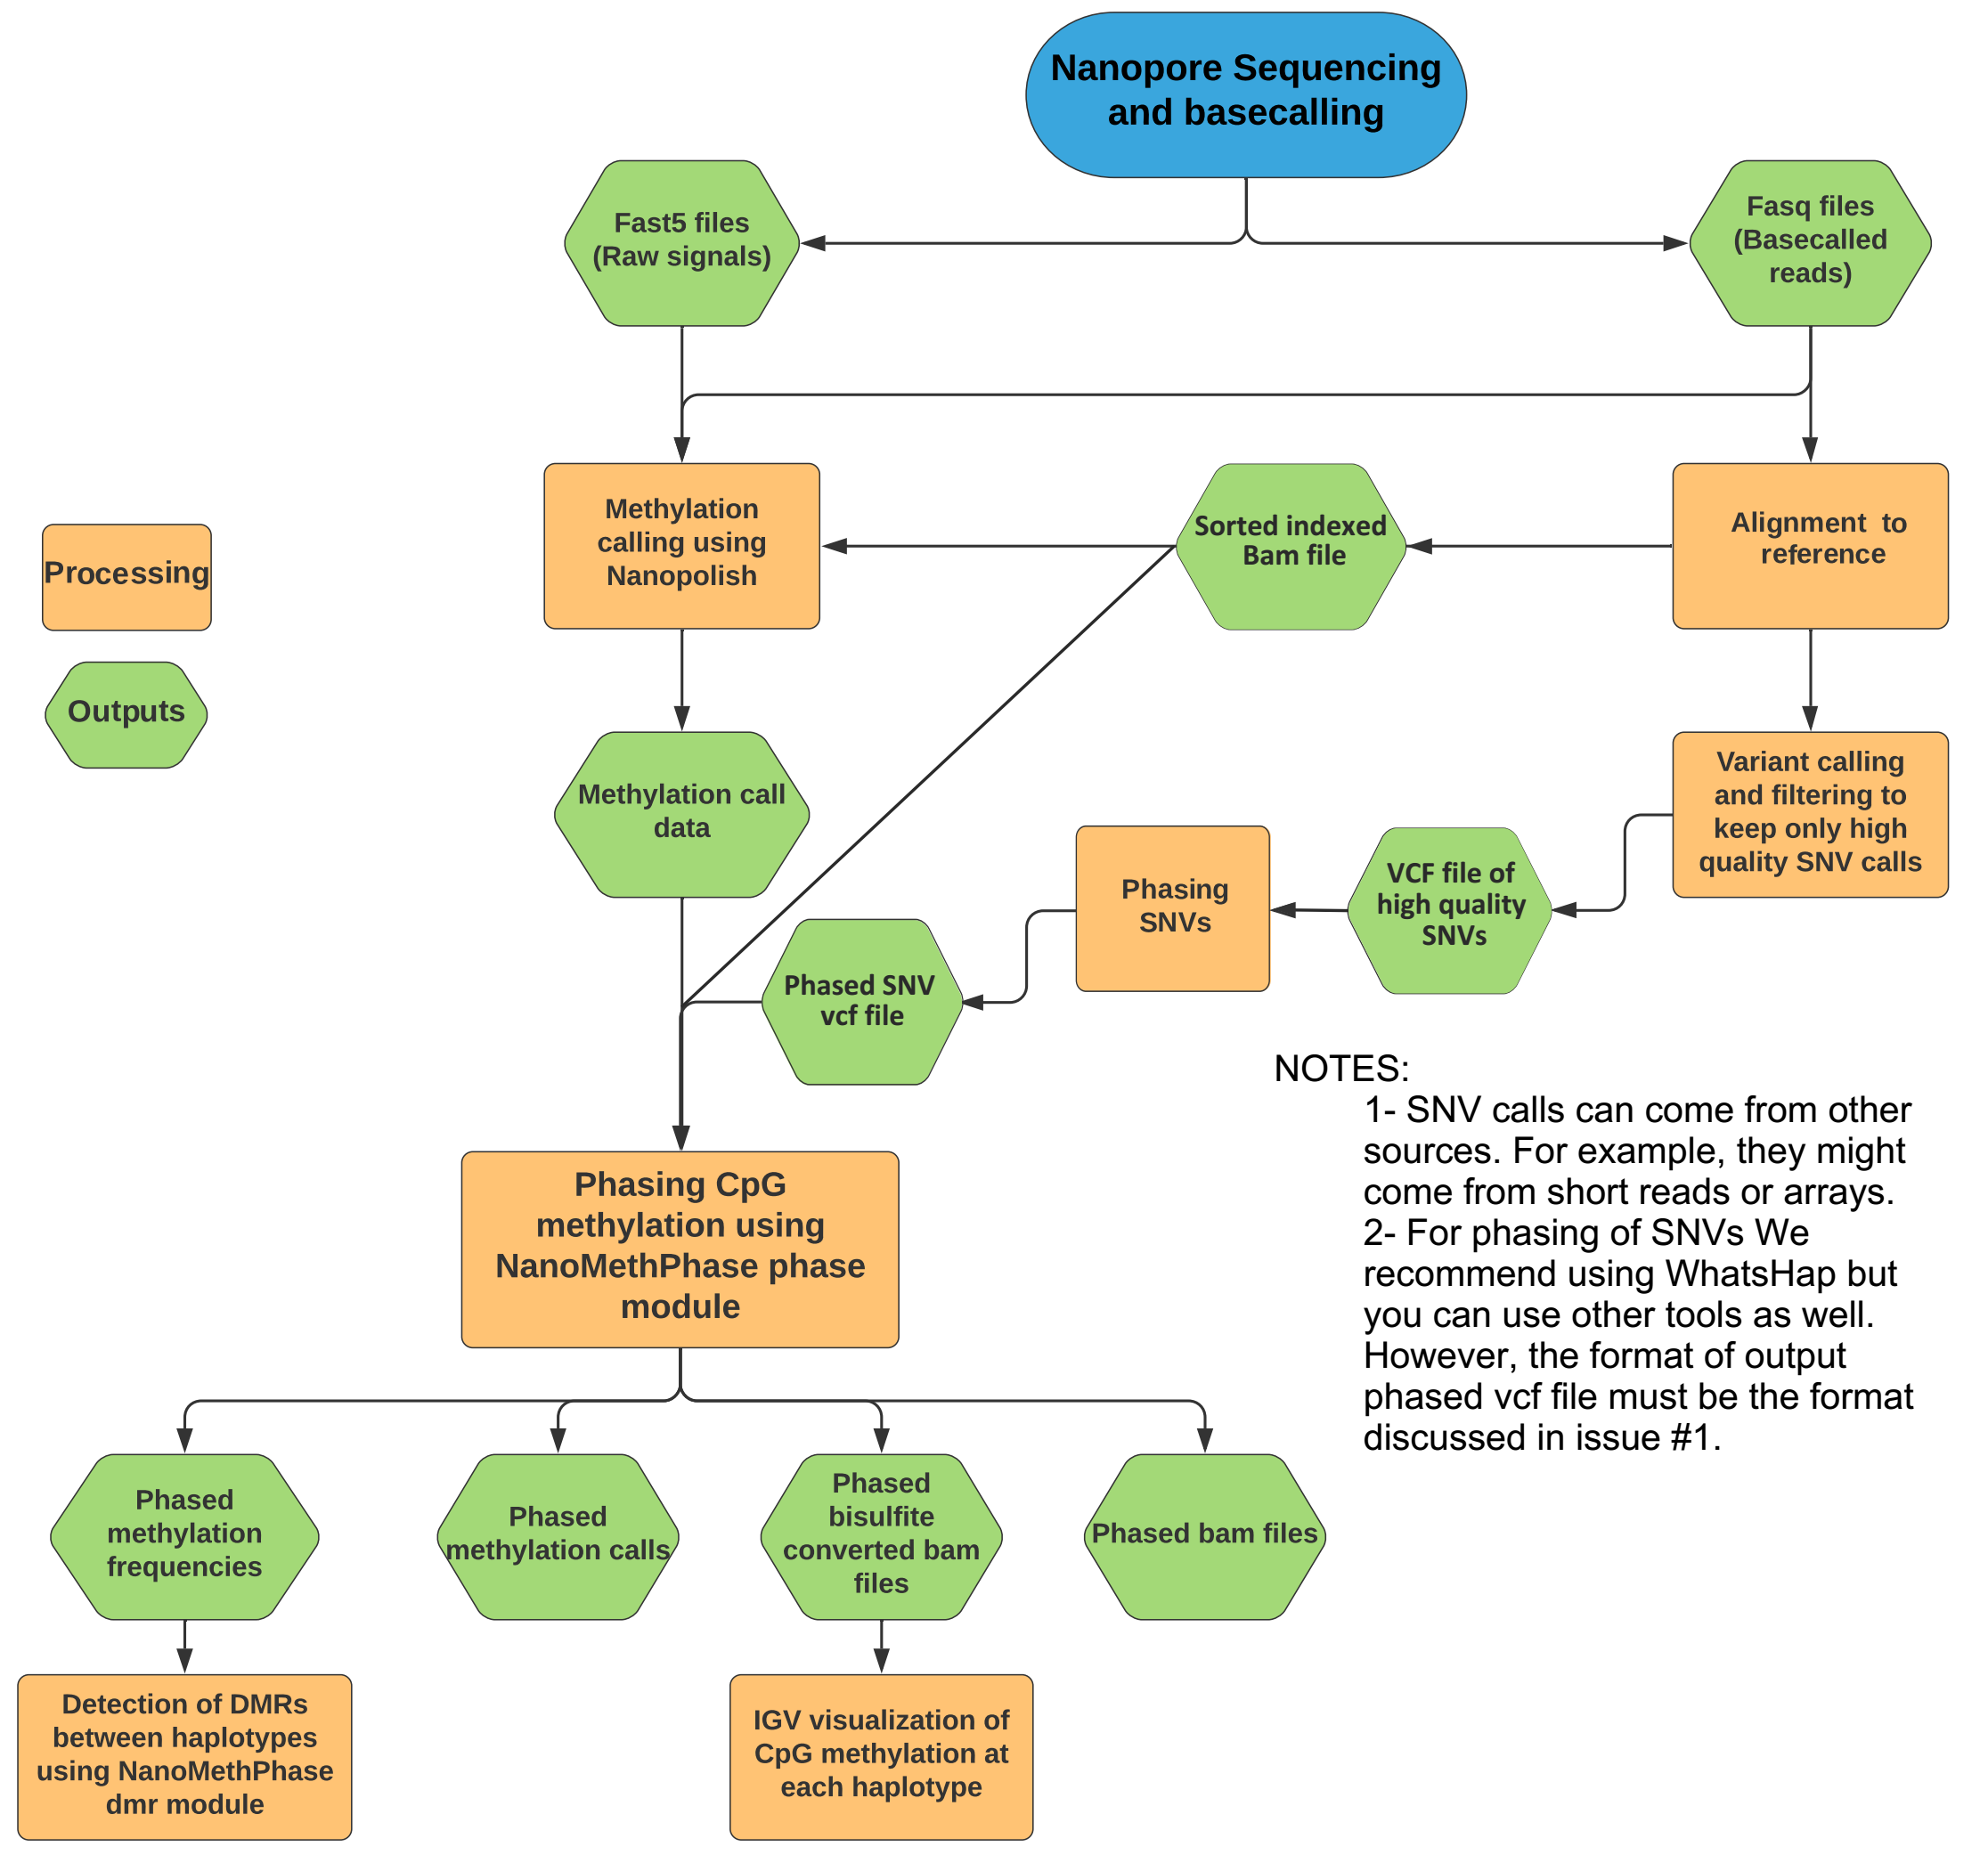 Nanopore Sequencing
and basecalling
Fast5 files
(Raw signals)
Fasq files
(Basecalled
reads)
Methylation
calling using
Nanopolish
Sorted indexed
Bam file
Alignment  to
reference
Processing
Outputs
Methylation call
data
Variant calling
and filtering to
keep only high
quality SNV calls
VCF file of
high quality
SNVs
Phasing
SNVs
Phased SNV
vcf file
NOTES:
1- SNV calls can come from other
sources. For example, they might
come from short reads or arrays.
2- For phasing of SNVs We
recommend using WhatsHap but
you can use other tools as well.
However, the format of output
phased vcf file must be the format
discussed in issue #1.
Phasing CpG
methylation using
NanoMethPhase phase
module
Phased
methylation
frequencies
Phased
methylation calls
Phased
bisulfite
converted bam
files
Phased bam files
Detection of DMRs
between haplotypes
using NanoMethPhase
dmr module
IGV visualization of
CpG methylation at
each haplotype